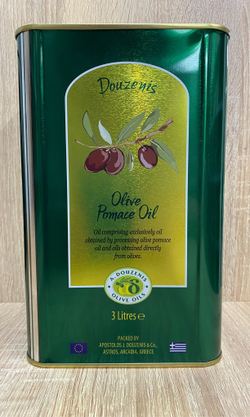 Douzenis
Olive
Pomace Oil
Oil comprising exclusively oil
obtained by processing olive pomace
oil and oils obtained directly
from olives.
A. DOUZENIS
OLIVE OILS
3 Litres e
PACKED BY
APOSTOLOS J. DOUZENIS & Co.,
ASTROS, ARCADIA, GREECE